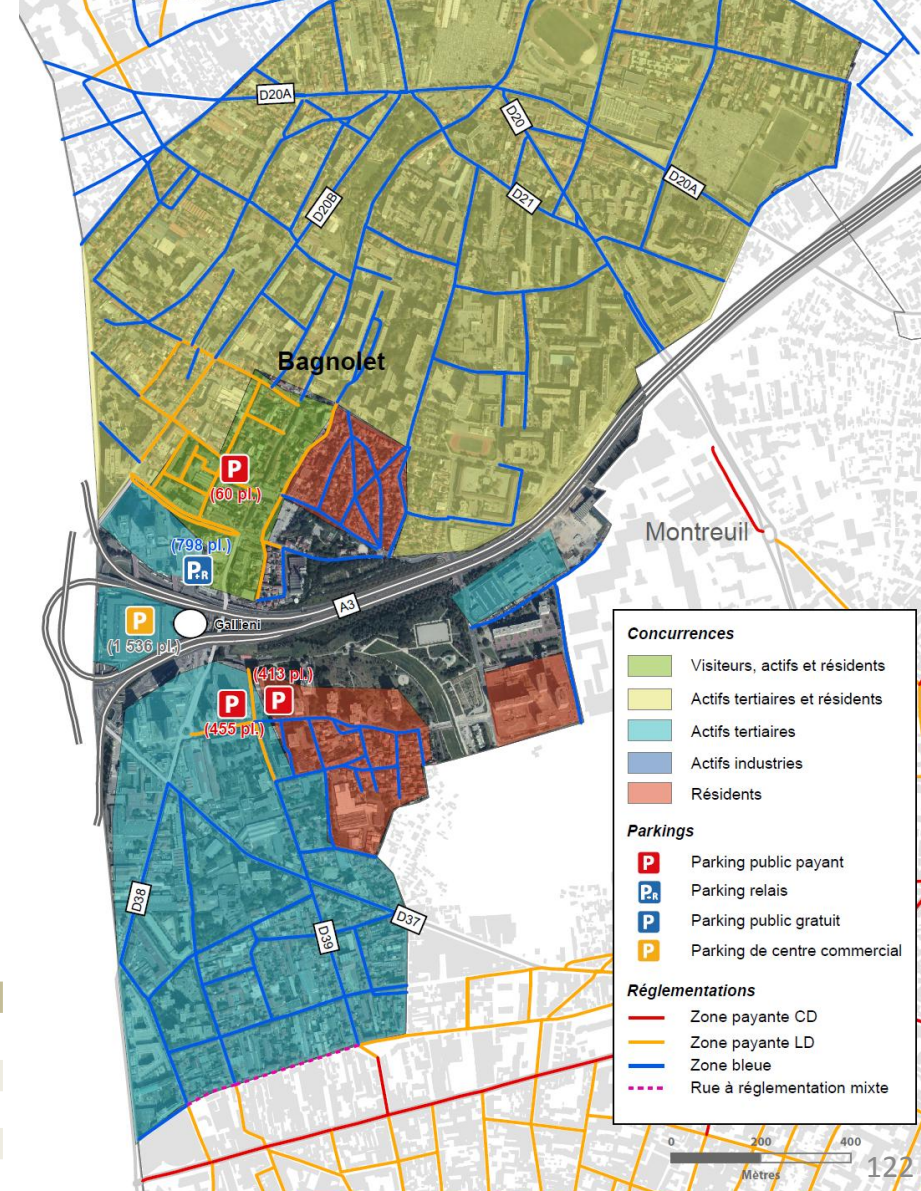 D20A
D20
D20A
D20B
D21
Bagnolet
P
(60 pl.)
Montreuil
(798 pl.)
P+R
A3
P
Gallieni
(1 536 pl.)
(413 pl.)
P
P
(455 pl.)
D38
D39
D37
Concurrences
Visiteurs, actifs et résidents
Actifs tertiaires et résidents
Actifs tertiaires
Actifs industries
Résidents
Parkings
P Parking public payant
P+R Parking relais
P Parking public gratuit
P Parking de centre commercial
Réglementations
Zone payante CD
Zone payante LD
Zone bleue
Rue à réglementation mixte
0 200 400
Mètres
122